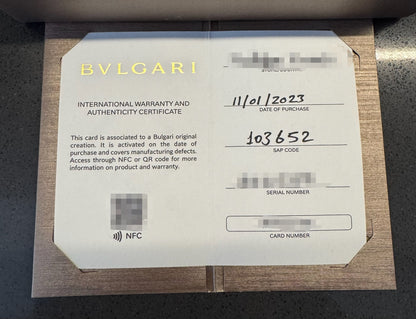 BVLGARI
INTERNATIONAL WARRANTY AND
AUTHENTICITY CERTIFICATE
This card is associated to a Bulgari original
creation. It is activated on the date of
purchase and covers manufacturing defects.
Access through NFC or QR code for more
information on product and warranty.
NFC
11/01/2023
DATE OF PURCHASE
103652
SAP CODE
SERIAL NUMBER
CARD NUMBER